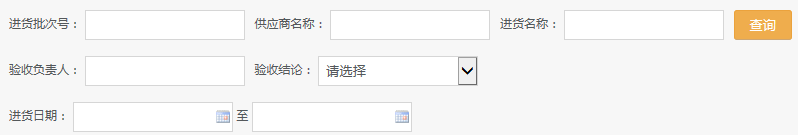 进货批次号： 供应商名称： 进货名称： 查询
验收负责人： 验收结论： 请选择
进货日期： 至